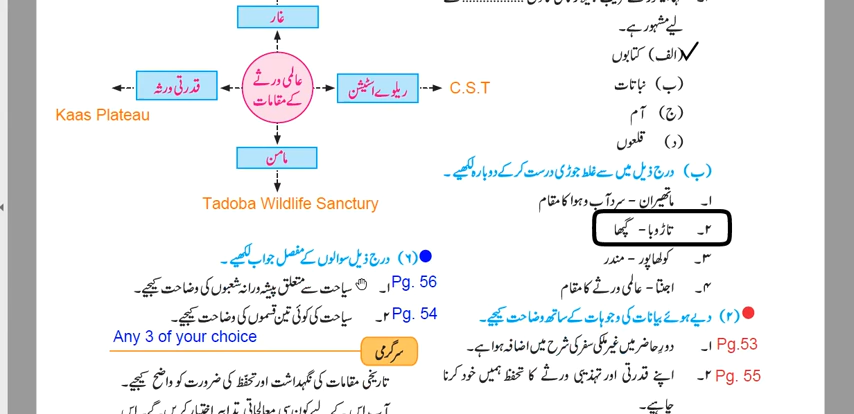 لیے مشہور ہے۔
(الف) کتابوں
(ب) نباتات
(ج) آم
(د) قلعوں
(ب) درج ذیل میں سے غلط جوڑی درست کرکے دوبارہ لکھیے۔
۱۔ ماتھیران - سرد آب و ہوا کا مقام
۲۔ تاڑوبا - گپھا
۳۔ کولھاپور - مندر
۴۔ اجنتا - عالمی ورثے کا مقام
(۲) دیے ہوئے بیانات کی وجوہات کے ساتھ وضاحت کیجیے۔
۱۔ دورِ حاضر میں غیر ملکی سفر کی شرح میں اضافہ ہوا ہے۔ Pg.53
۲۔ اپنے قدرتی اور تہذیبی ورثے کا تحفظ ہمیں خود کرنا Pg. 55
چاہیے۔
غار
قدرتی ورثہ
عالمی ورثے
کے مقامات
ریلوے اسٹیشن
C.S.T
Kaas Plateau
مامن
Tadoba Wildlife Sanctury
(۶) درج ذیل سوالوں کے مفصل جواب لکھیے۔
۱۔ سیاحت سے متعلق پیشہ ورانہ شعبوں کی وضاحت کیجیے۔ Pg. 56
۲۔ سیاحت کی کوئی تین قسموں کی وضاحت کیجیے۔ Pg. 54
Any 3 of your choice
سرگرمی
تاریخی مقامات کی نگہداشت اور تحفظ کی ضرورت کو واضح کیجیے۔